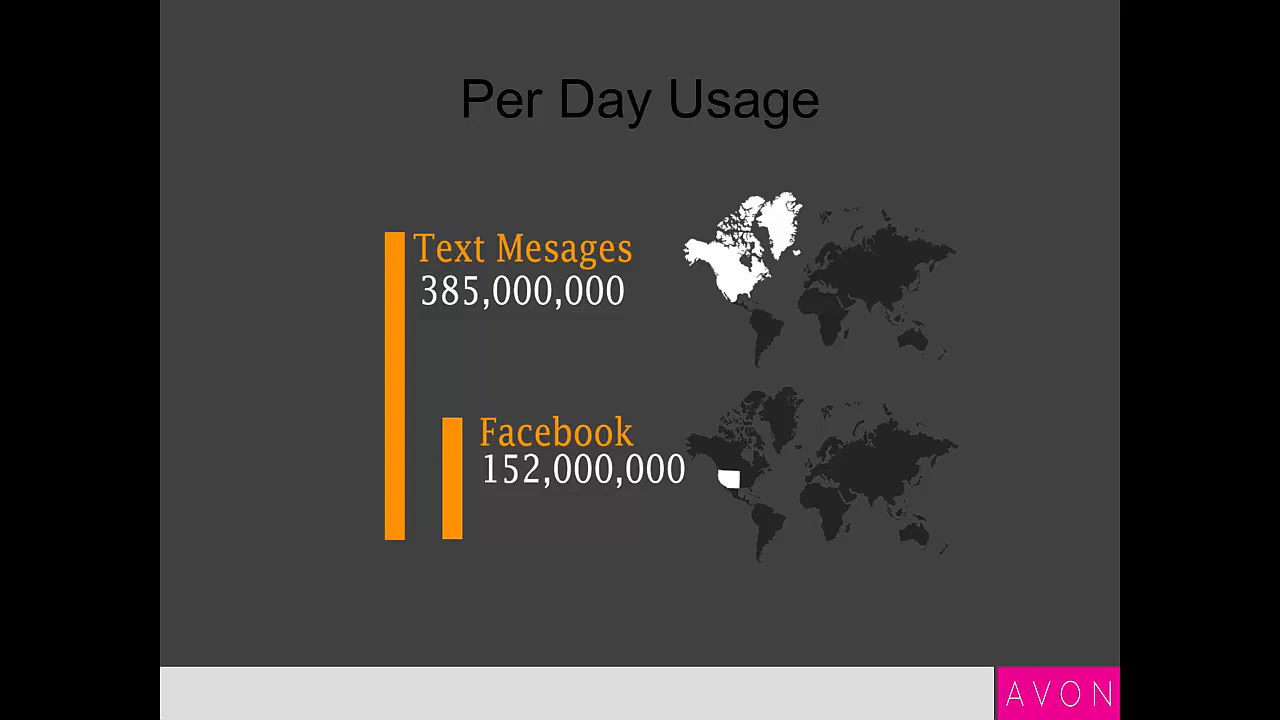 Per Day Usage
Text Mesages
385,000,000
Facebook
152,000,000
AVON